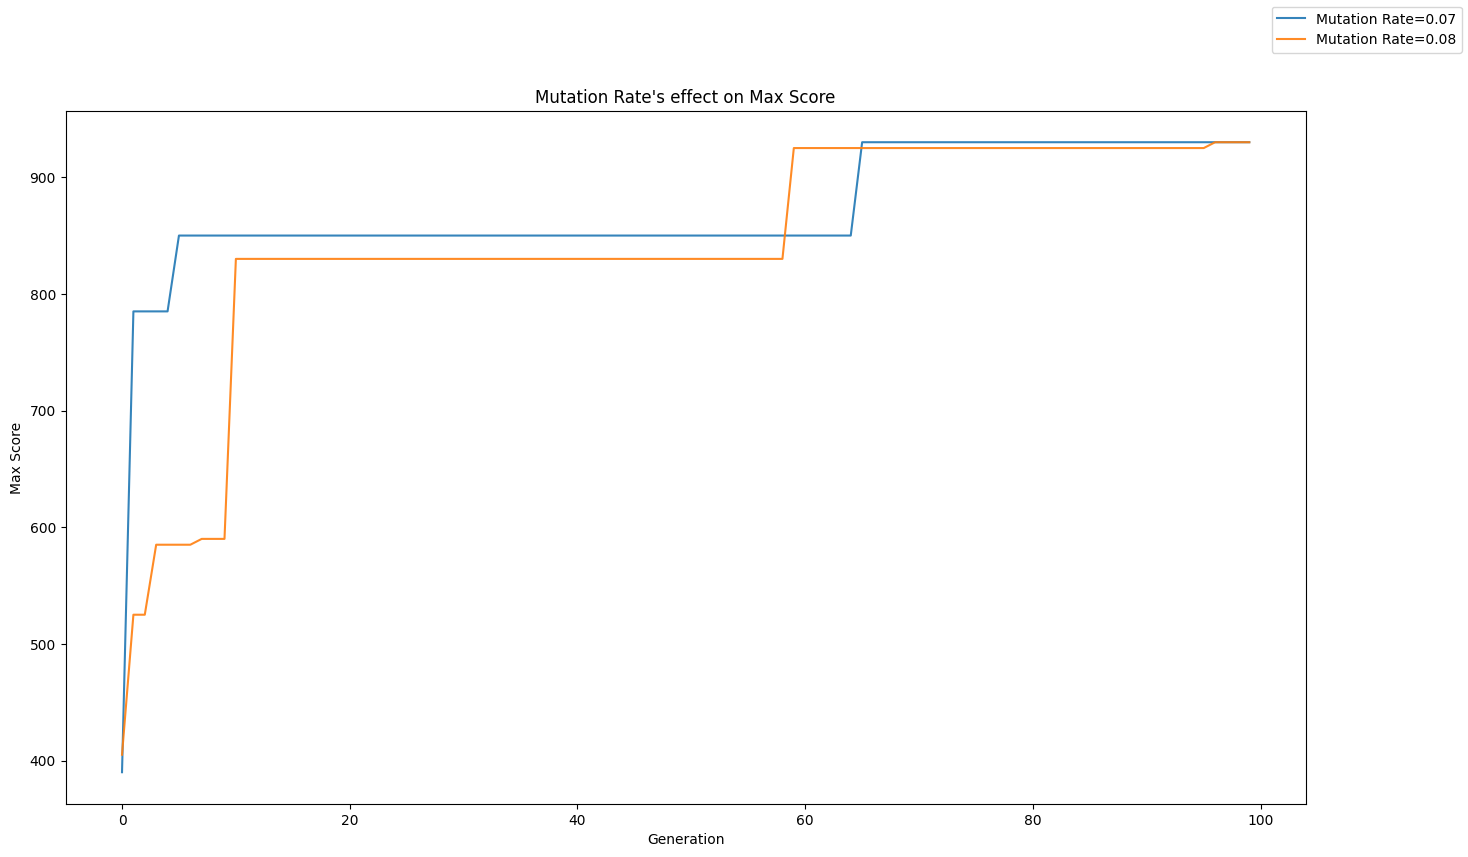 Mutation Rate=0.07
Mutation Rate=0.08
Mutation Rate's effect on Max Score
Max Score
900
800
700
600
500
400
0 20 40 60 80 100
Generation